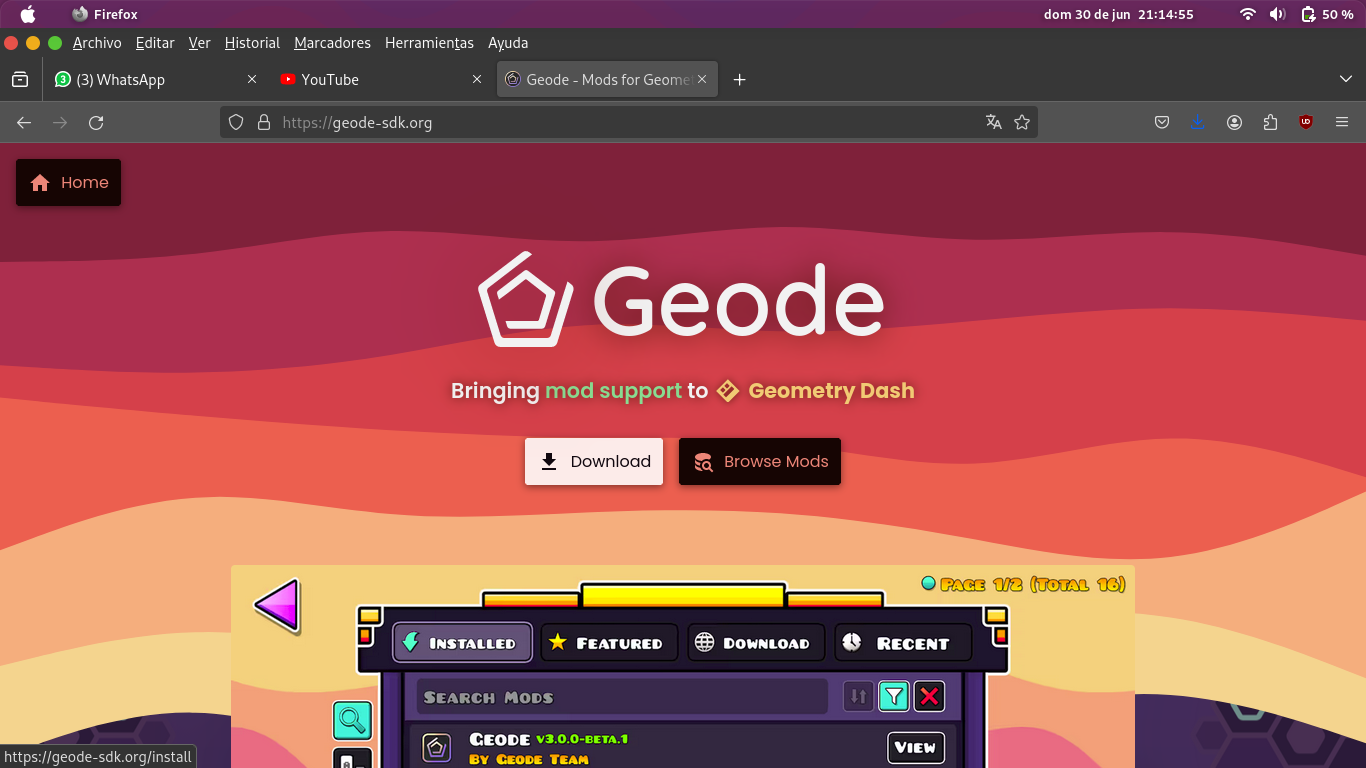 Firefox
dom 30 de jun 21:14:55
50 %
Archivo Editar Ver Historial Marcadores Herramientas Ayuda
3 (3) WhatsApp
YouTube
Geode - Mods for Geomet
https://geode-sdk.org
Home
Geode
Bringing mod support to Geometry Dash
Download
Browse Mods
Page 1/2 (Total 16)
Installed
Featured
Download
Recent
Search Mods
Geode v3.0.0-beta.1
By Geode Team
View
https://geode-sdk.org/install